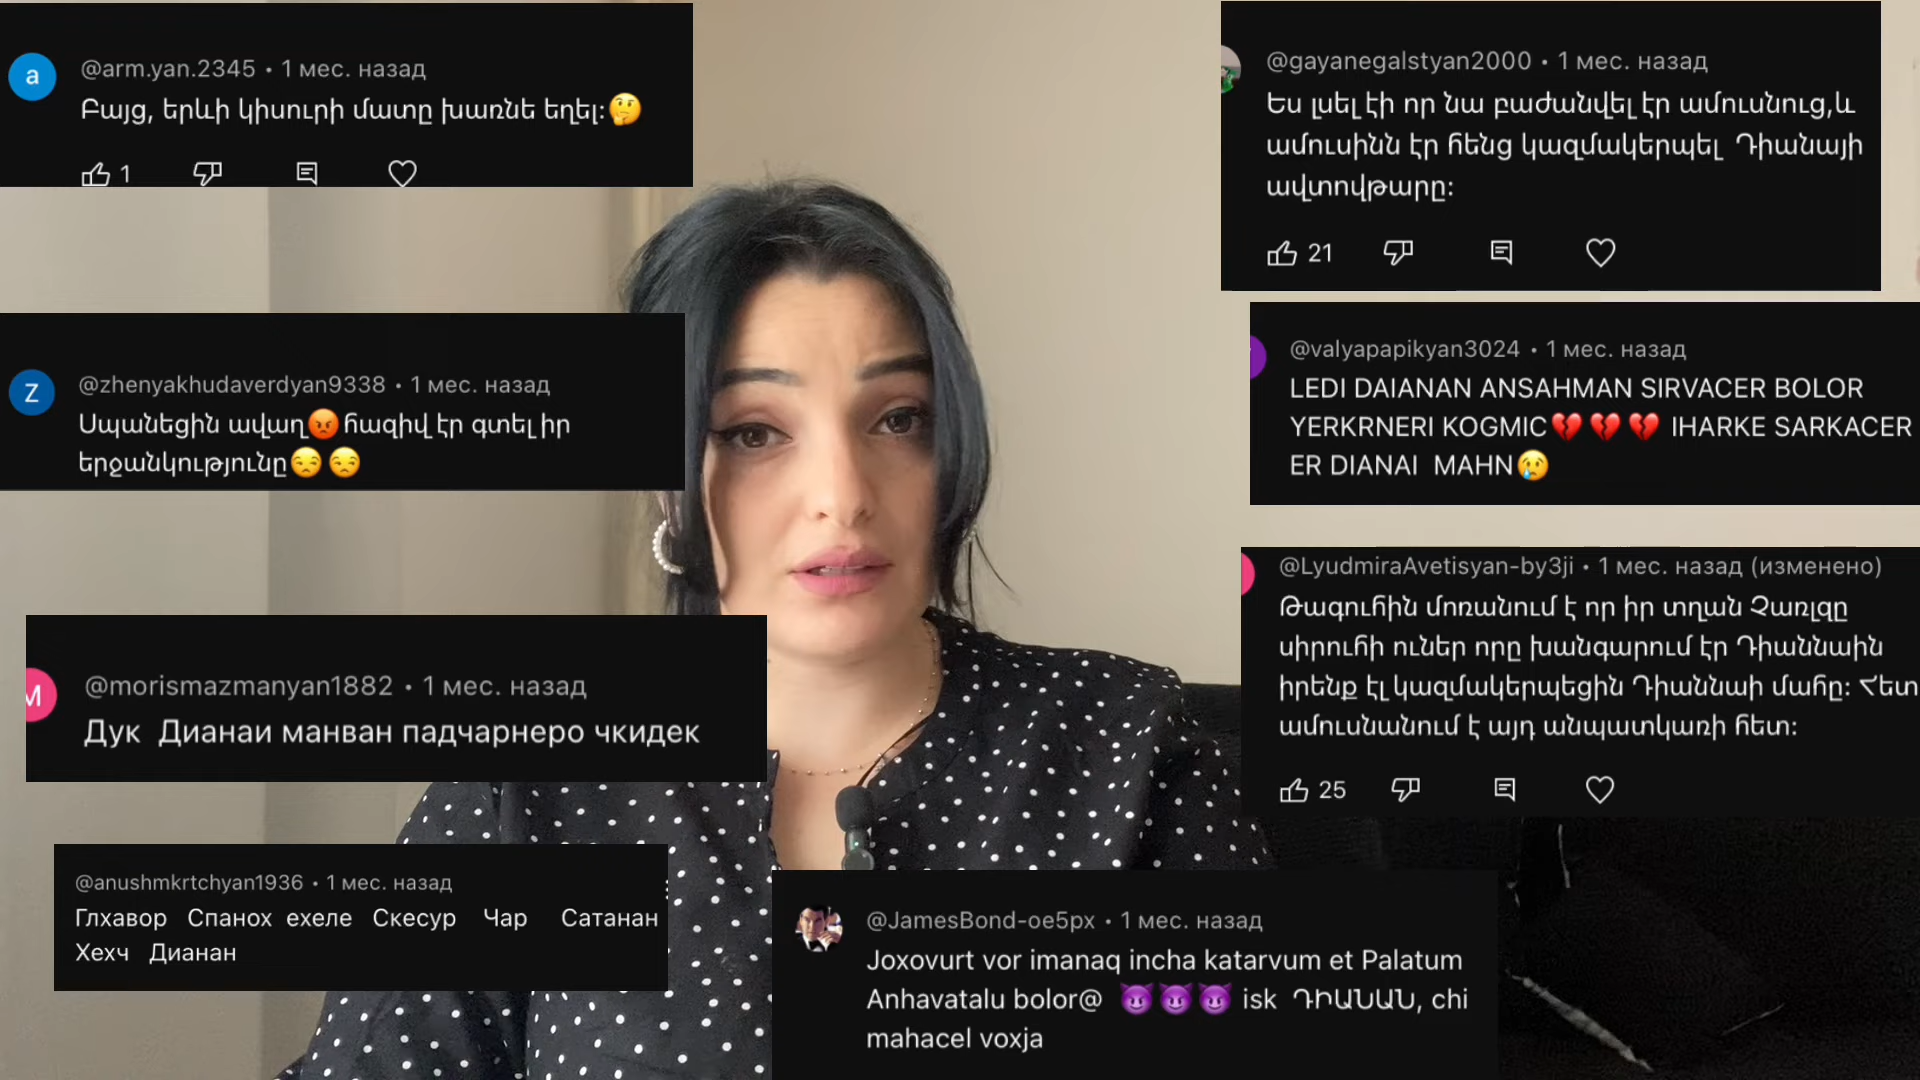 a
@arm.yan.2345 • 1 мес. назад
Բայց, երևի կիսուրի մատը խառնե եղել։🤔
1
Z
@zhenyakhudaverdyan9338 • 1 мес. назад
Սպանեցին ավաղ😡հազիվ էր գտել իր
երջանկությունը😒😒
M
@morismazmanyan1882 • 1 мес. назад
Дук Дианаи манван падчарнеро чкидек
@anushmkrtchyan1936 • 1 мес. назад
Глхавор Спанох ехеле Скесур Чар Сатанан
Хехч Дианан
@gayanegalstyan2000 • 1 мес. назад
Ես լսել էի որ նա բաժանվել էր ամուսնուց,և
ամուսինն էր հենց կազմակերպել Դիանայի
ավտովթարը։
21
@valyapapikyan3024 • 1 мес. назад
LEDI DAIANAN ANSAHMAN SIRVACER BOLOR
YERKRNERI KOGMIC💔💔💔 IHARKE SARKACER
ER DIANAI MAHN😢
@LyudmiraAvetisyan-by3ji • 1 мес. назад (изменено)
Թագուհին մոռանում է որ իր տղան Չառլզը
սիրուհի ուներ որը խանգարում էր Դիաննաին
իրենք էլ կազմակերպեցին Դիաննաի մահը։ Հետ
ամուսնանում է այդ անպատկառի հետ։
25
@JamesBond-oe5px • 1 мес. назад
Joxovurt vor imanaq incha katarvum et Palatum
Anhavatalu bolor@ 😈😈😈 isk ԴԻԱՆԱՆ, chi
mahacel voxja